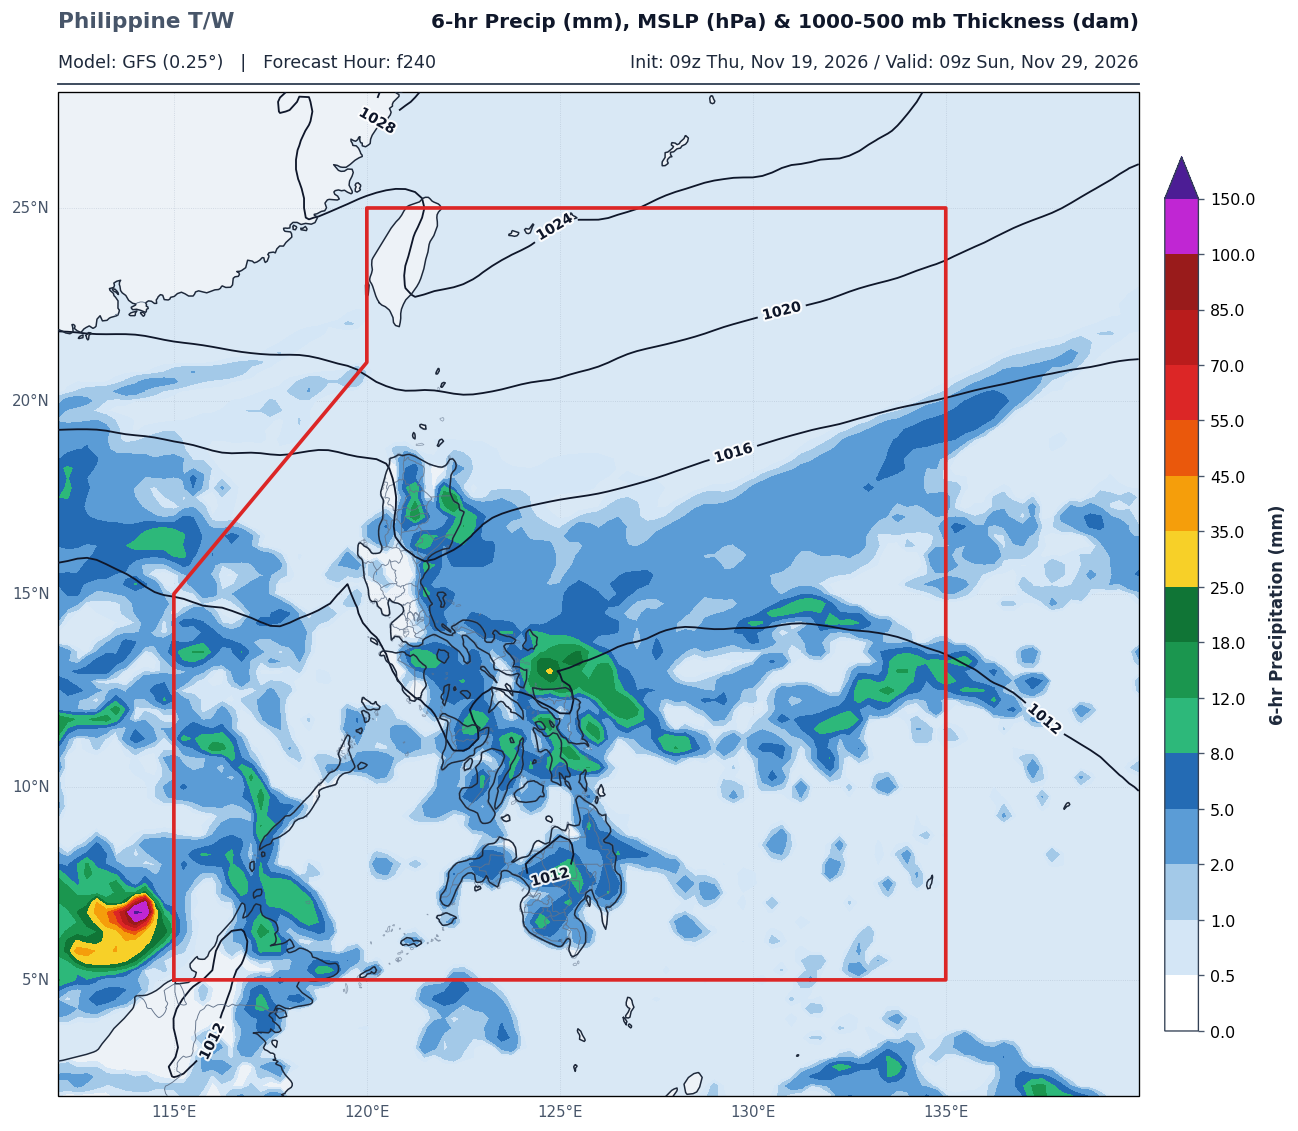 Philippine T/W
6-hr Precip (mm), MSLP (hPa) & 1000-500 mb Thickness (dam)
Model: GFS (0.25°) | Forecast Hour: f240
Init: 09z Thu, Nov 19, 2026 / Valid: 09z Sun, Nov 29, 2026
1028
1024
1020
1016
1012
1012
1012
25°N
20°N
15°N
10°N
5°N
115°E
120°E
125°E
130°E
135°E
150.0
100.0
85.0
70.0
55.0
45.0
35.0
25.0
18.0
12.0
8.0
5.0
2.0
1.0
0.5
0.0
6-hr Precipitation (mm)